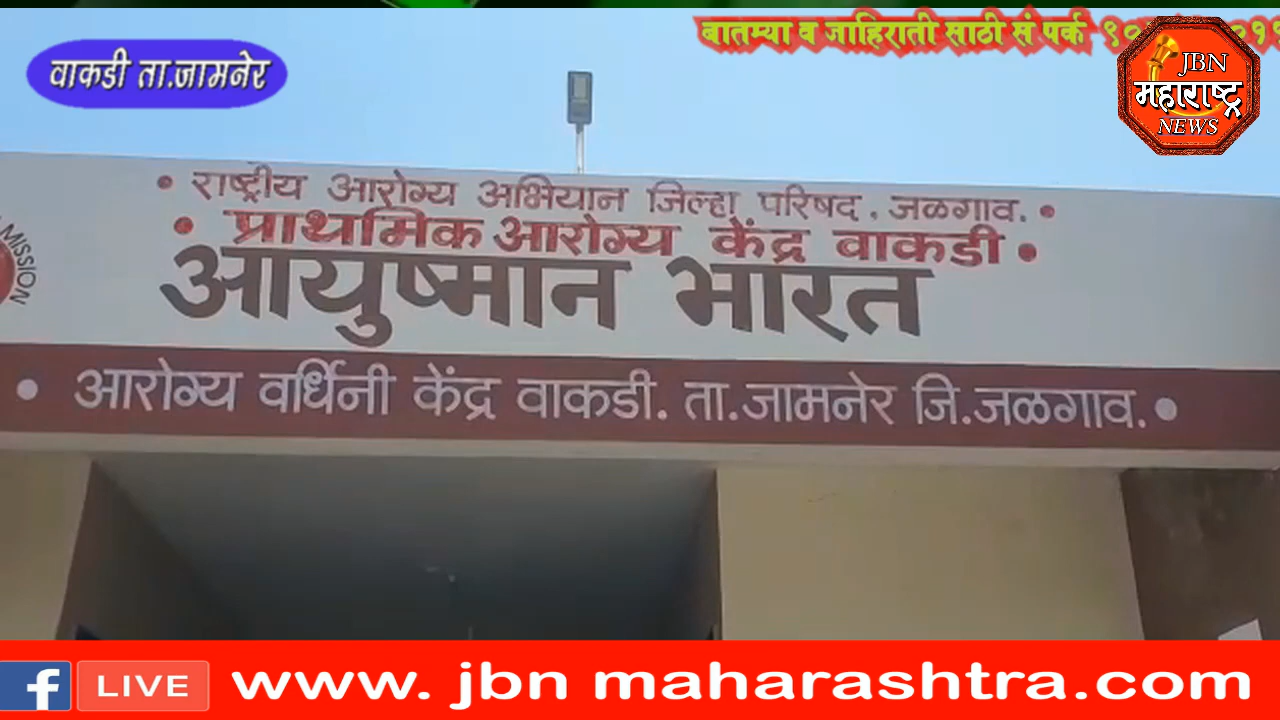 बातम्या व जाहिराती साठी संपर्क
वाकडी ता.जामनेर
JBN
महाराष्ट्र
NEWS
• राष्ट्रीय आरोग्य अभियान जिल्हा परिषद, जळगाव. •
• प्राथमिक आरोग्य केंद्र वाकडी •
MISSION
आयुष्मान भारत
• आरोग्य वर्धिनी केंद्र वाकडी. ता.जामनेर जि.जळगाव. •
f LIVE www. jbn maharashtra.com